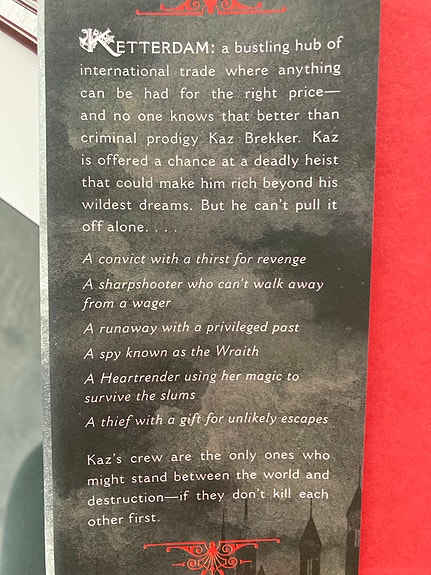 KETTERDAM: a bustling hub of
international trade where anything
can be had for the right price—
and no one knows that better than
criminal prodigy Kaz Brekker. Kaz
is offered a chance at a deadly heist
that could make him rich beyond his
wildest dreams. But he can't pull it
off alone. . . .
A convict with a thirst for revenge
A sharpshooter who can't walk away
from a wager
A runaway with a privileged past
A spy known as the Wraith
A Heartrender using her magic to
survive the slums
A thief with a gift for unlikely escapes
Kaz's crew are the only ones who
might stand between the world and
destruction—if they don't kill each
other first.